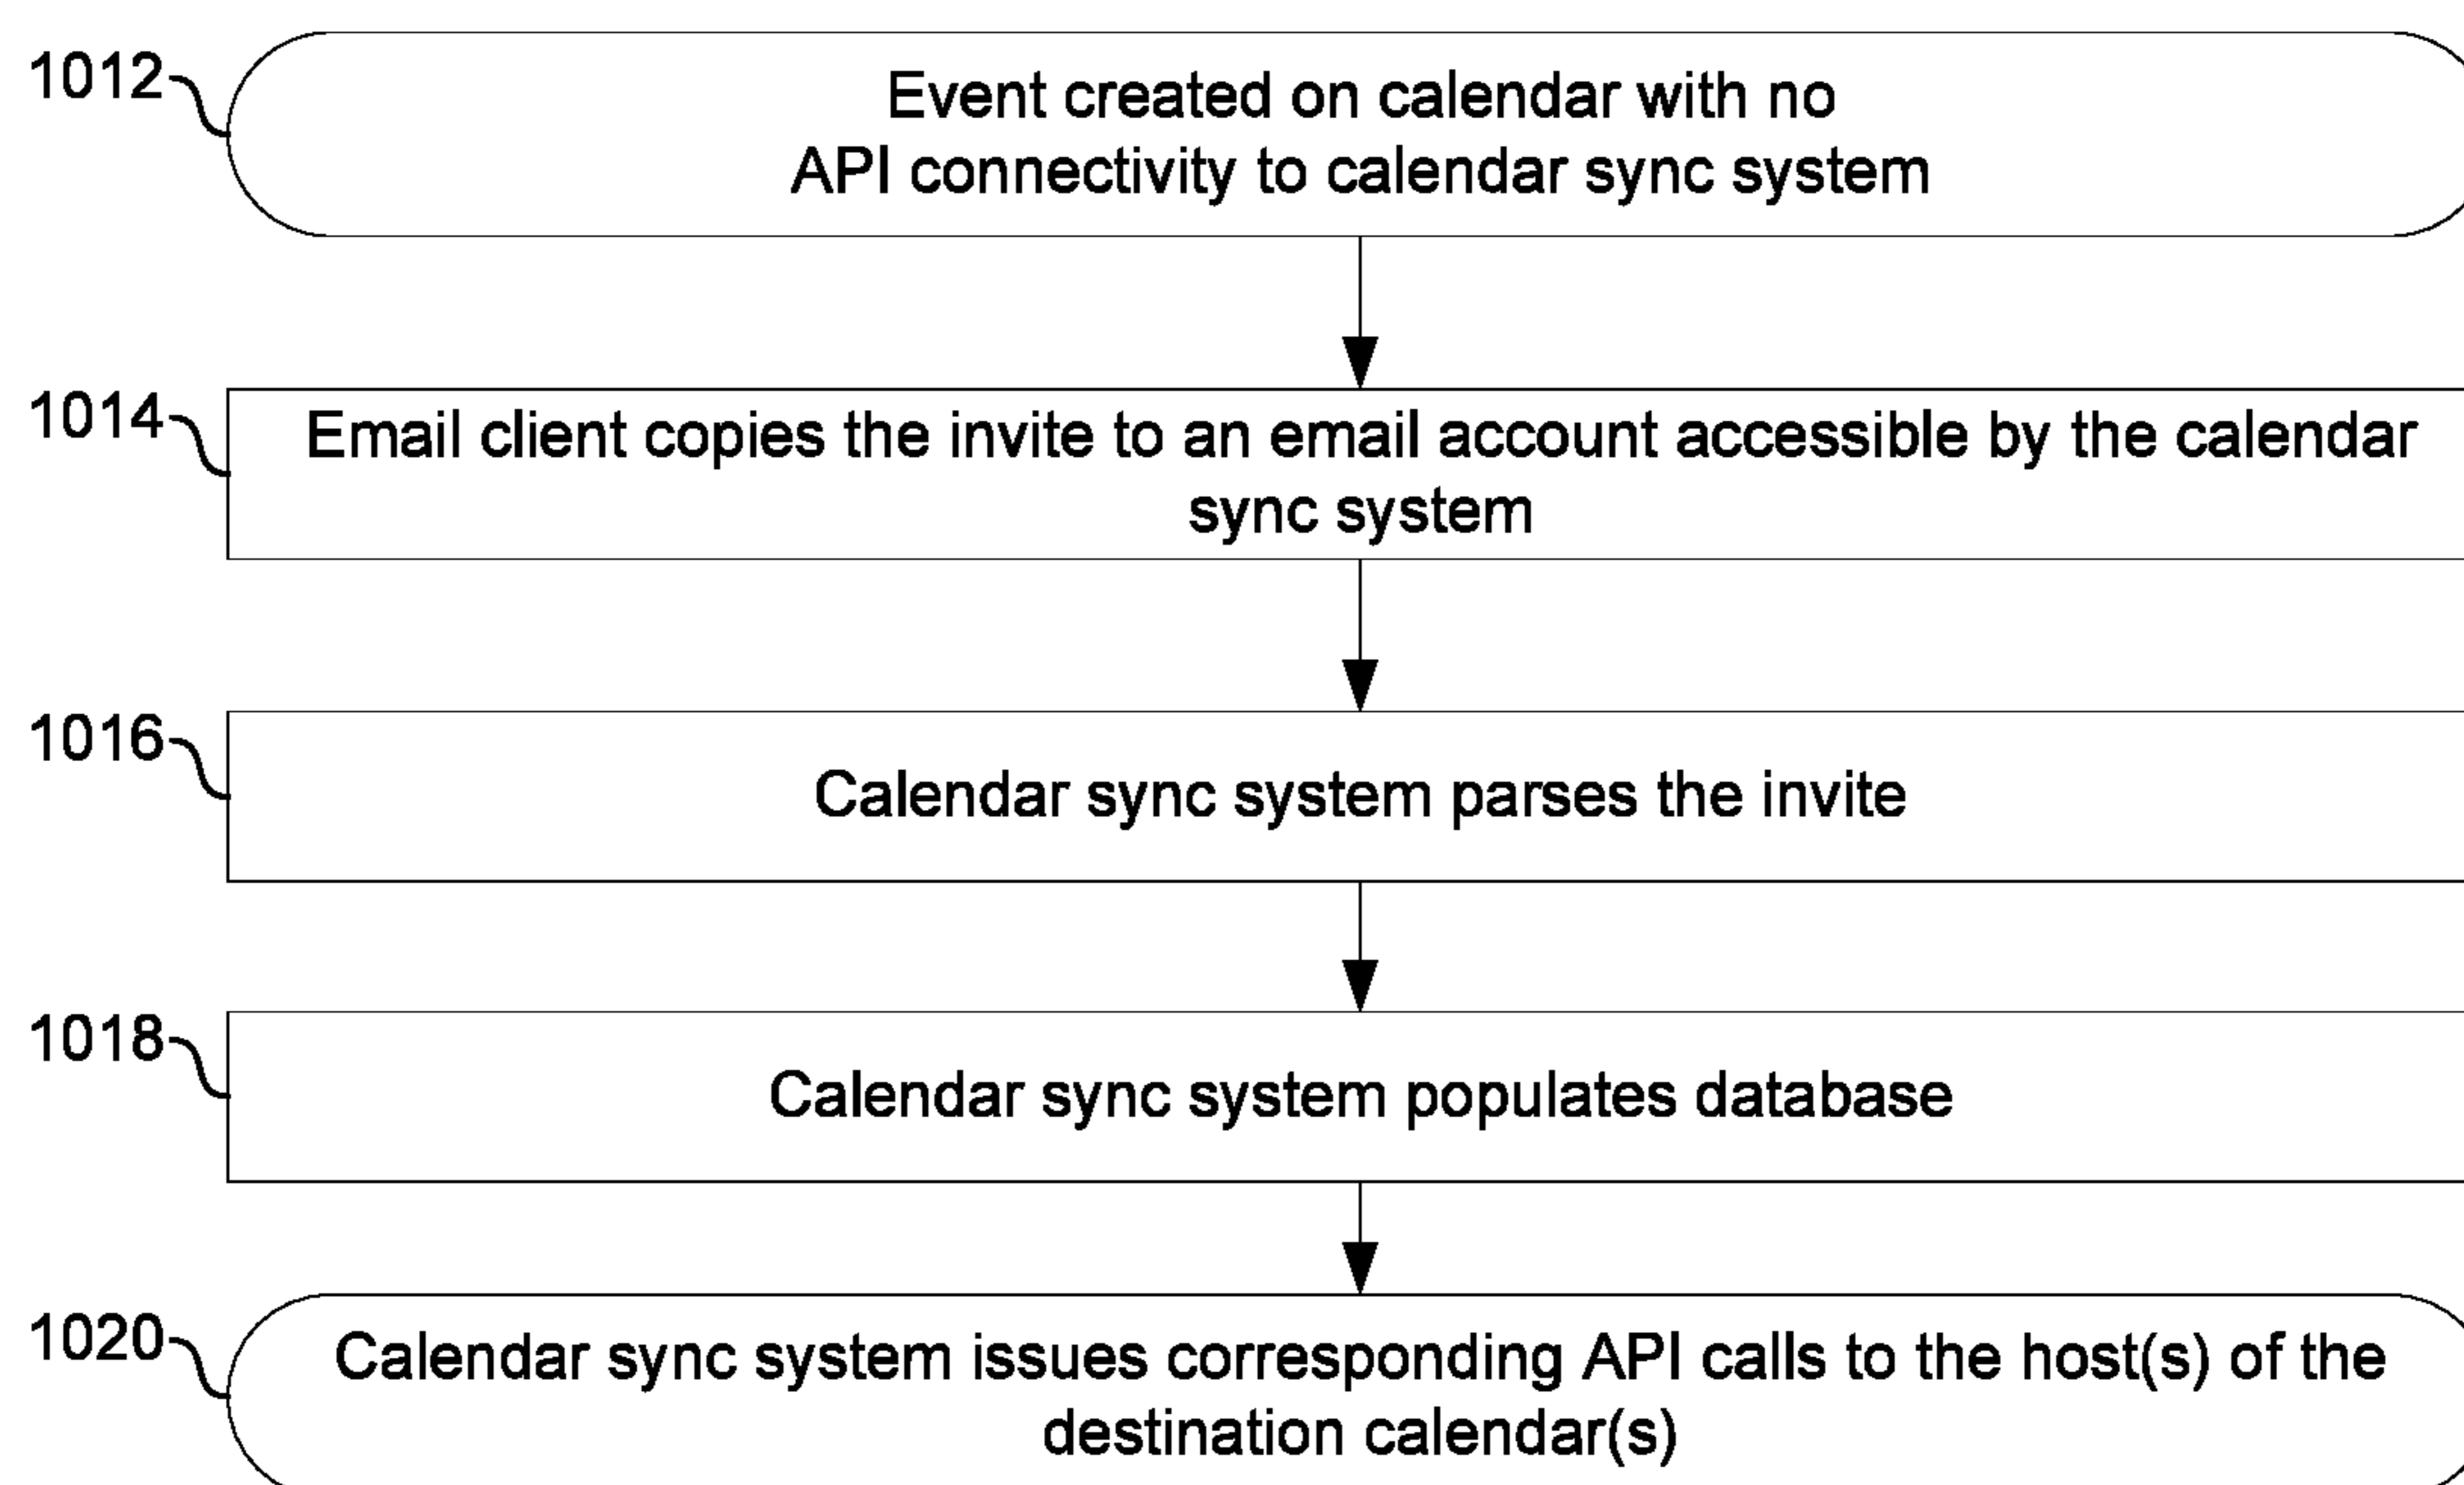 1012
Event created on calendar with no
API connectivity to calendar sync system
1014
Email client copies the invite to an email account accessible by the calendar
sync system
1016
Calendar sync system parses the invite
1018
Calendar sync system populates database
1020
Calendar sync system issues corresponding API calls to the host(s) of the
destination calendar(s)